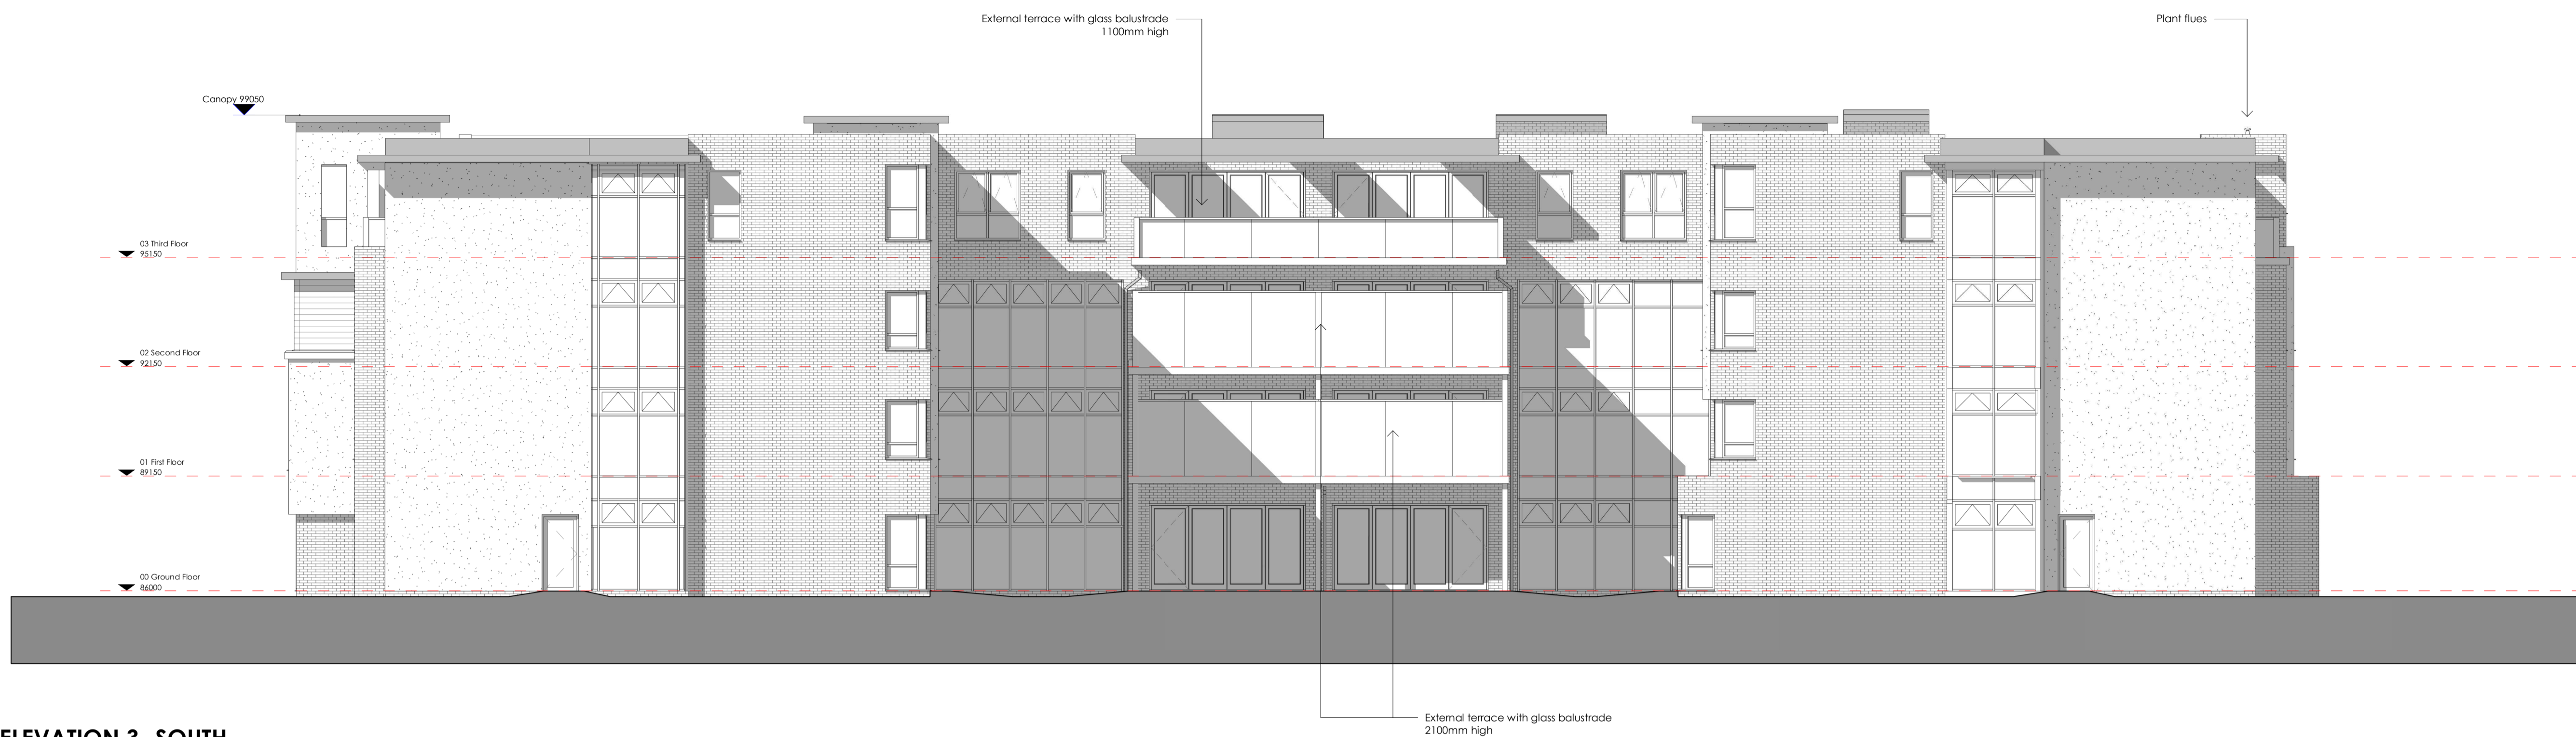 External terrace with glass balustrade
1100mm high
Plant flues
Canopy 99050
03 Third Floor
95150
02 Second Floor
92150
01 First Floor
89150
00 Ground Floor
86000
External terrace with glass balustrade
2100mm high
ELEVATION 3 SOUTH